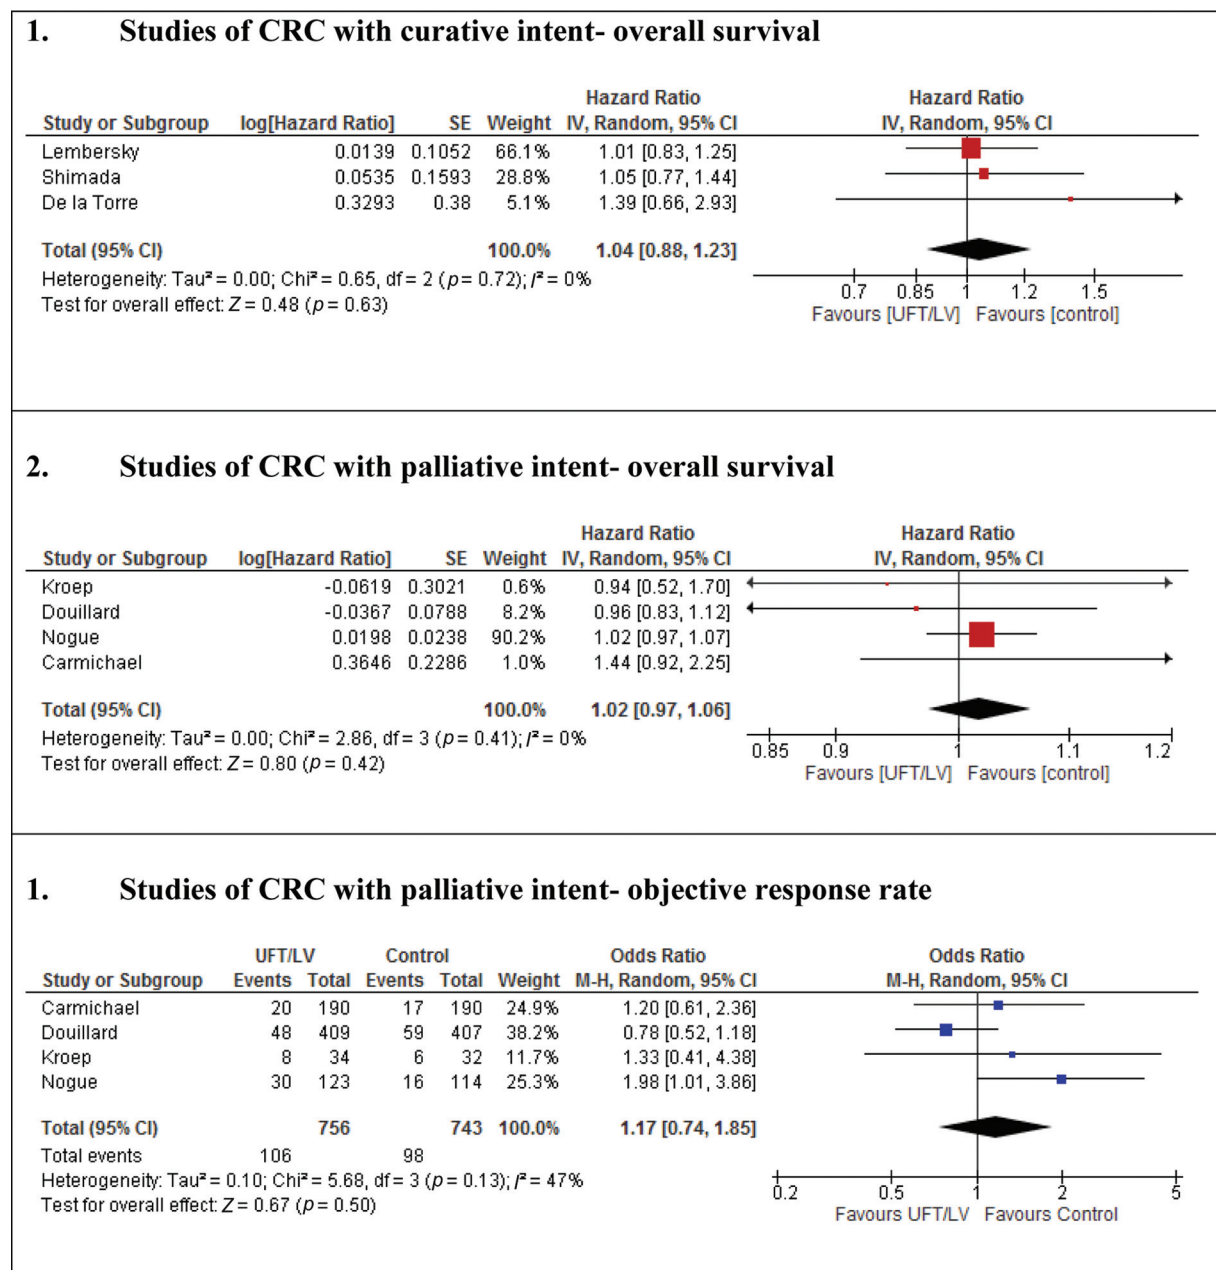 1. Studies of CRC with curative intent- overall survival
Hazard Ratio Hazard Ratio
Study or Subgroup log[Hazard Ratio] SE Weight IV, Random, 95% CI IV, Random, 95% CI
Lembersky 0.0139 0.1052 66.1% 1.01 [0.83, 1.25]
Shimada 0.0535 0.1593 28.8% 1.05 [0.77, 1.44]
De la Torre 0.3293 0.38 5.1% 1.39 [0.66, 2.93]
Total (95% CI) 100.0% 1.04 [0.88, 1.23]
Heterogeneity: Tau² = 0.00; Chi² = 0.65, df = 2 (p = 0.72); I² = 0%
Test for overall effect: Z = 0.48 (p = 0.63)
0.7 0.85 1 1.2 1.5
Favours [UFT/LV] Favours [control]
2. Studies of CRC with palliative intent- overall survival
Hazard Ratio Hazard Ratio
Study or Subgroup log[Hazard Ratio] SE Weight IV, Random, 95% CI IV, Random, 95% CI
Kroep -0.0619 0.3021 0.6% 0.94 [0.52, 1.70]
Douillard -0.0367 0.0788 8.2% 0.96 [0.83, 1.12]
Nogue 0.0198 0.0238 90.2% 1.02 [0.97, 1.07]
Carmichael 0.3646 0.2286 1.0% 1.44 [0.92, 2.25]
Total (95% CI) 100.0% 1.02 [0.97, 1.06]
Heterogeneity: Tau² = 0.00; Chi² = 2.86, df = 3 (p = 0.41); I² = 0%
Test for overall effect: Z = 0.80 (p = 0.42)
0.85 0.9 1 1.1 1.2
Favours [UFT/LV] Favours [control]
1. Studies of CRC with palliative intent- objective response rate
UFT/LV Control Odds Ratio Odds Ratio
Study or Subgroup Events Total Events Total Weight M-H, Random, 95% CI M-H, Random, 95% CI
Carmichael 20 190 17 190 24.9% 1.20 [0.61, 2.36]
Douillard 48 409 59 407 38.2% 0.78 [0.52, 1.18]
Kroep 8 34 6 32 11.7% 1.33 [0.41, 4.38]
Nogue 30 123 16 114 25.3% 1.98 [1.01, 3.86]
Total (95% CI) 756 743 100.0% 1.17 [0.74, 1.85]
Total events 106 98
Heterogeneity: Tau² = 0.10; Chi² = 5.68, df = 3 (p = 0.13); I² = 47%
Test for overall effect: Z = 0.67 (p = 0.50)
0.2 0.5 1 2 5
Favours UFT/LV Favours Control